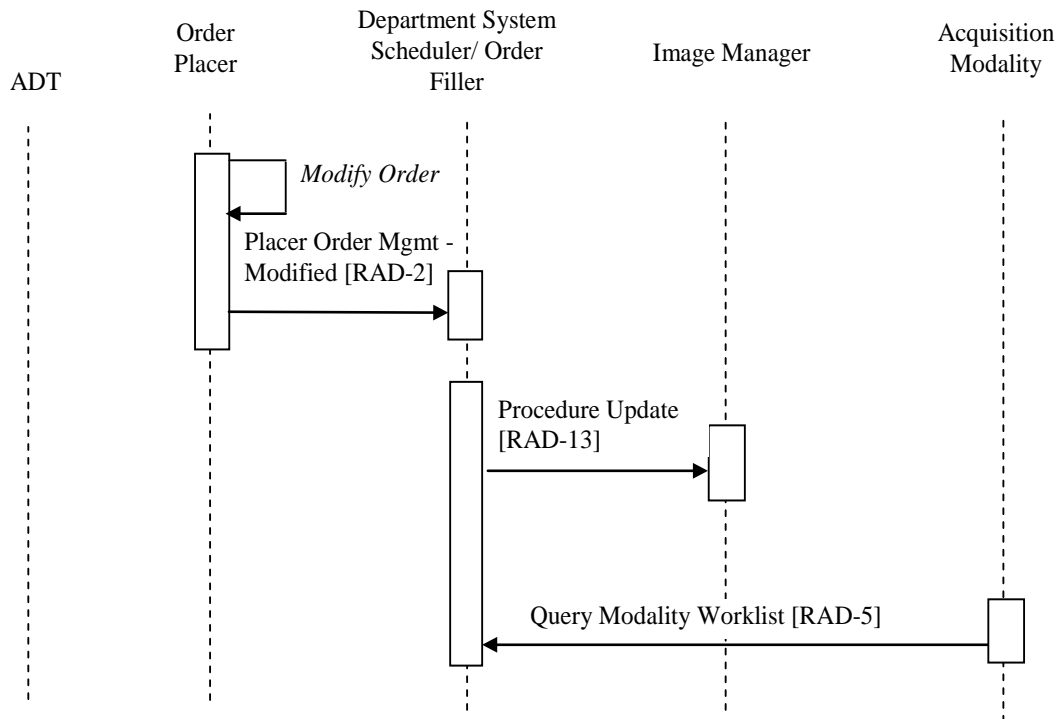 ADT
Order
Placer
Department System
Scheduler/ Order
Filler
Image Manager
Acquisition
Modality
Modify Order
Placer Order Mgmt -
Modified [RAD-2]
Procedure Update
[RAD-13]
Query Modality Worklist [RAD-5]